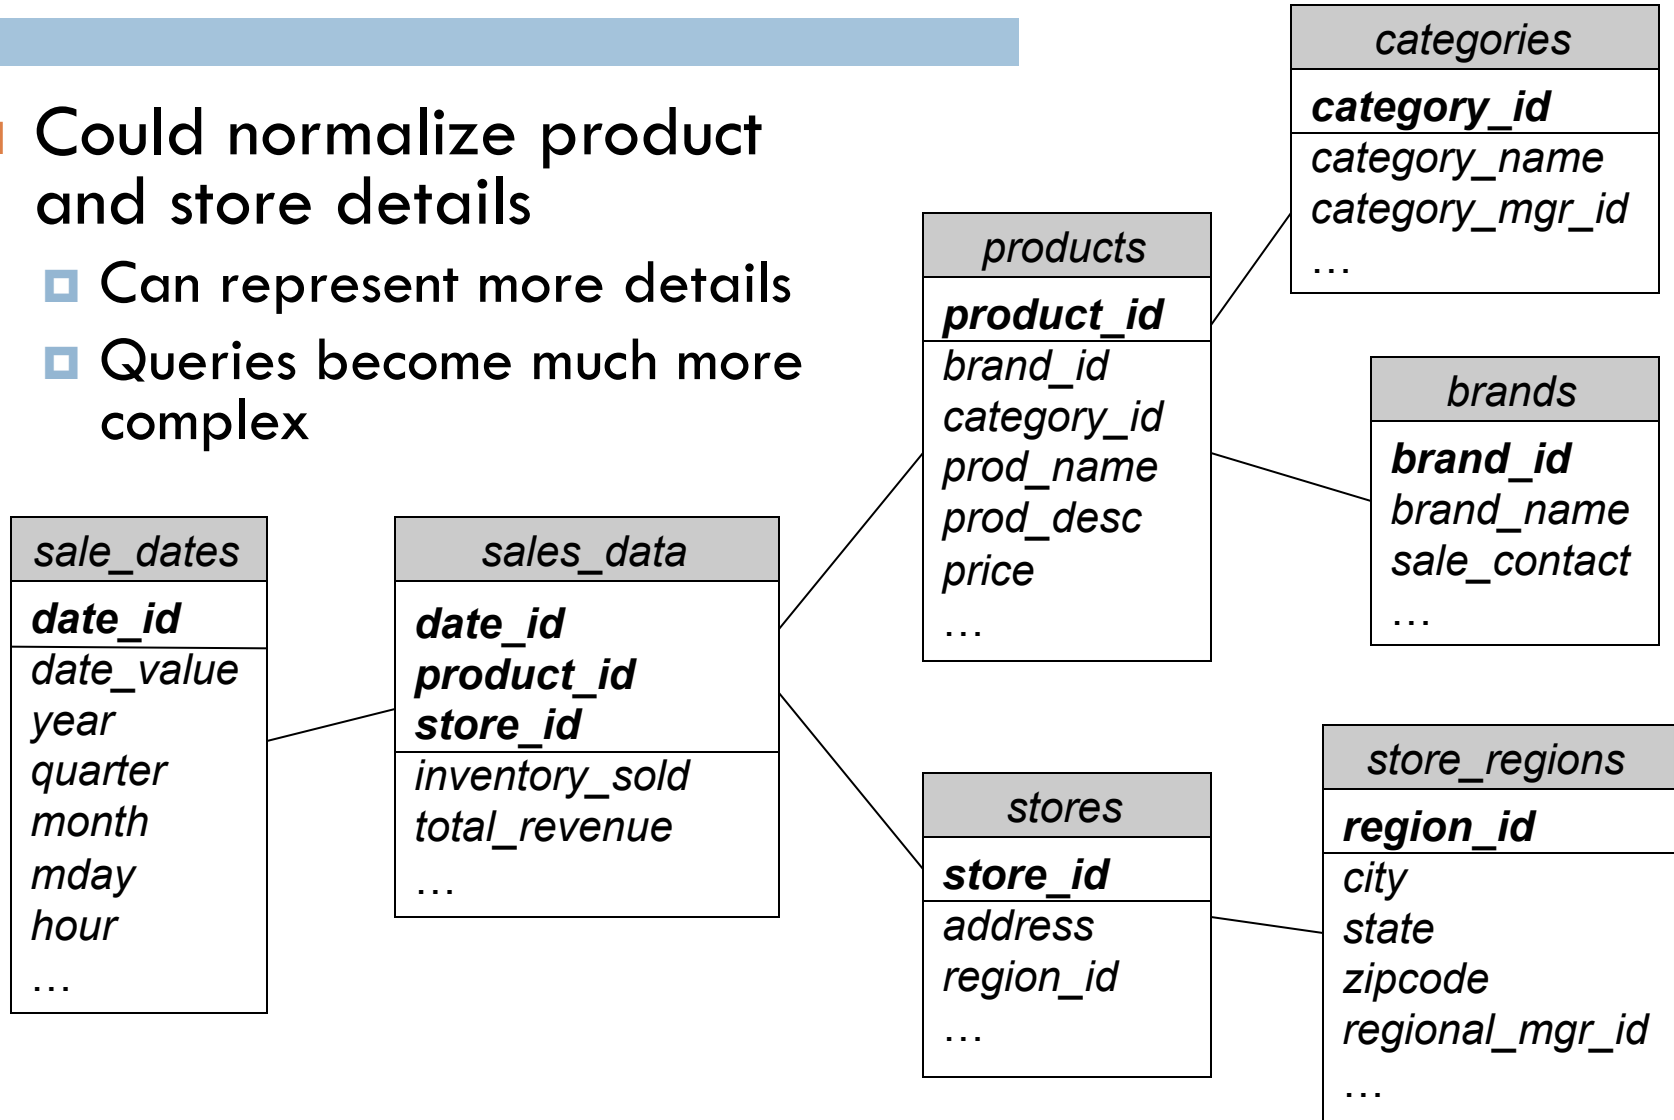 Could normalize product
and store details
Can represent more details
Queries become much more
complex
sale_dates
date_id
date_value
year
quarter
month
mday
hour
…
sales_data
date_id
product_id
store_id
inventory_sold
total_revenue
…
products
product_id
brand_id
category_id
prod_name
prod_desc
price
…
categories
category_id
category_name
category_mgr_id
…
brands
brand_id
brand_name
sale_contact
…
stores
store_id
address
region_id
…
store_regions
region_id
city
state
zipcode
regional_mgr_id
…